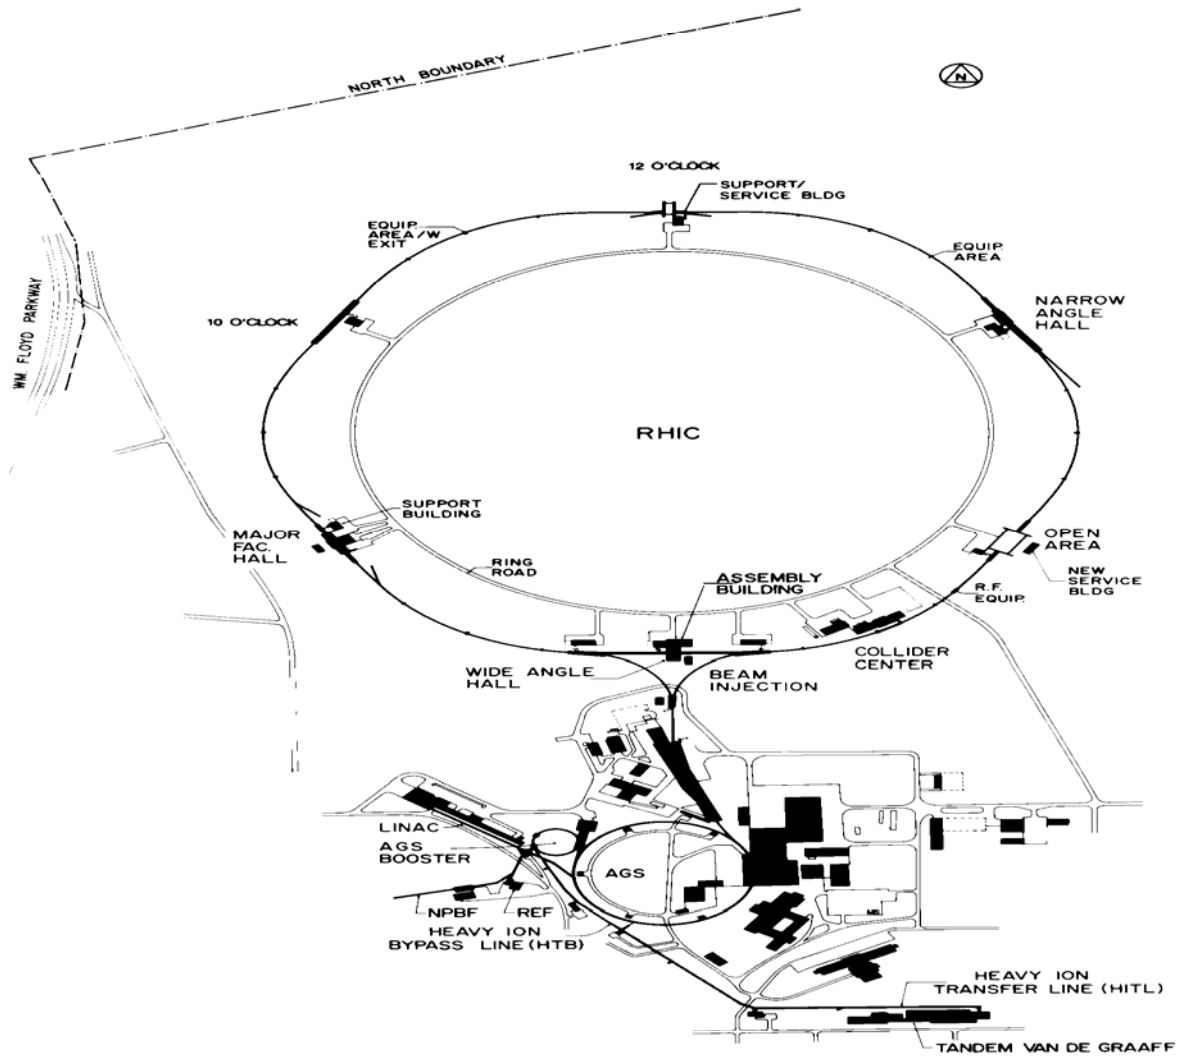 NORTH BOUNDARY
N
12 O'CLOCK
SUPPORT/
SERVICE BLDG
EQUIP.
AREA/W
EXIT
EQUIP.
AREA
WM. FLOYD PARKWAY
10 O'CLOCK
NARROW
ANGLE
HALL
RHIC
SUPPORT
BUILDING
MAJOR
FAC.
HALL
OPEN
AREA
RING
ROAD
NEW
SERVICE
BLDG
ASSEMBLY
BUILDING
R.F.
EQUIP.
COLLIDER
CENTER
WIDE ANGLE
HALL
BEAM
INJECTION
LINAC
AGS
BOOSTER
AGS
NPBF
REF
HEAVY ION
BYPASS LINE (HTB)
HEAVY ION
TRANSFER LINE (HITL)
TANDEM VAN DE GRAAFF